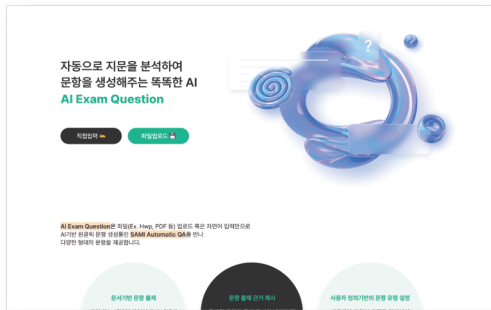 자동으로 지문을 분석하여
문항을 생성해주는 똑똑한 AI
AI Exam Question
?
직접입력
파일업로드
AI Exam Question은 파일(Ex. Hwp, PDF 등) 업로드 혹은 자연어 입력만으로
AI기반 원클릭 문항 생성툴인 SAMI Automatic QA를 만나
다양한 형태의 문항을 제공합니다.
문서기반 문항 출제
문항 출제 근거 제시
사용자 정의기반의 문항 유형 설정